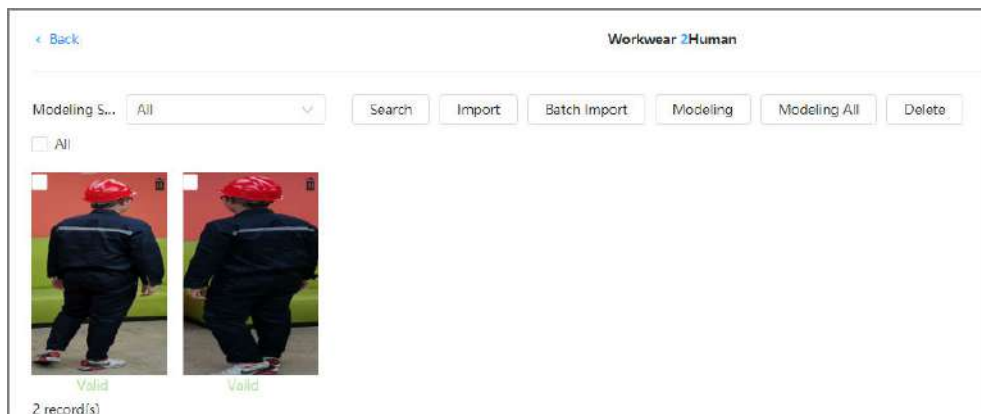 < Back
Workwear 2Human
Modeling S... All
Search Import Batch Import Modeling Modeling All Delete
All
Valid Valid
2 record(s)